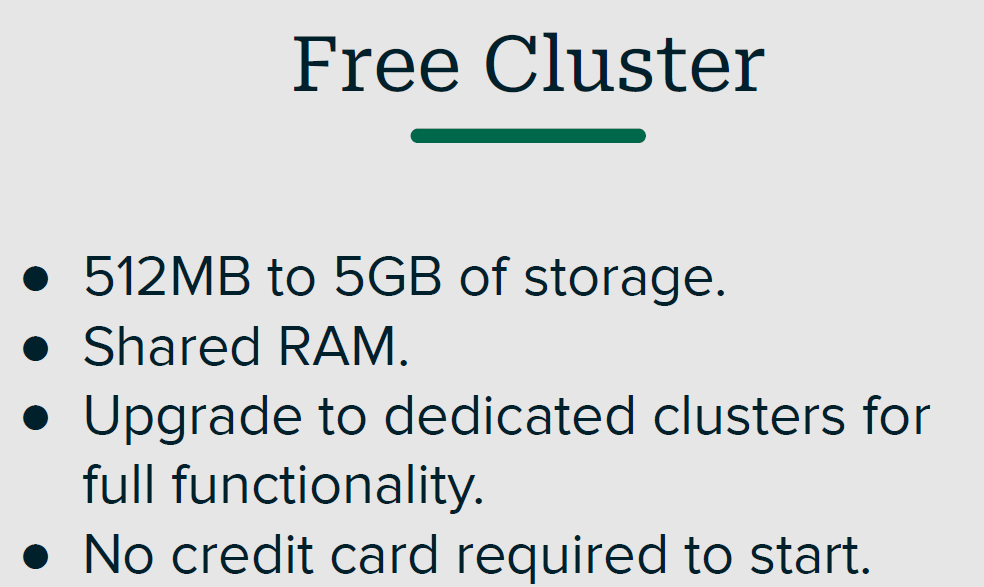 Free Cluster
● 512MB to 5GB of storage.
● Shared RAM.
● Upgrade to dedicated clusters for
full functionality.
● No credit card required to start.